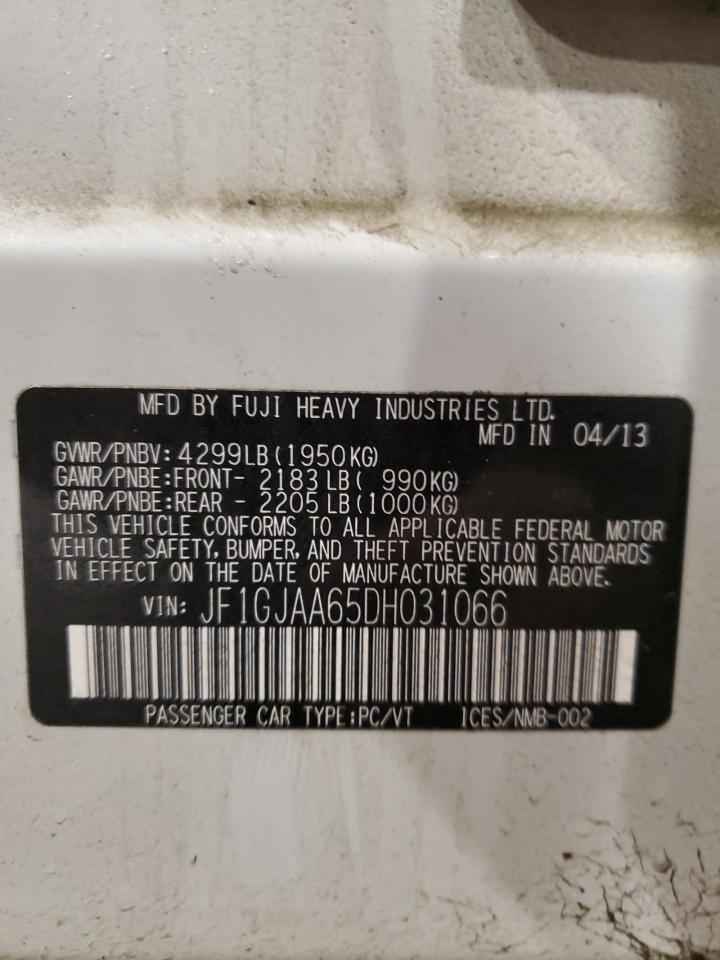 MFD BY FUJI HEAVY INDUSTRIES LTD.
MFD IN 04/13
GVWR/PNBV: 4299LB(1950KG)
GAWR/PNBE:FRONT- 2183LB( 990KG)
GAWR/PNBE:REAR - 2205LB(1000KG)
THIS VEHICLE CONFORMS TO ALL APPLICABLE FEDERAL MOTOR
VEHICLE SAFETY, BUMPER, AND THEFT PREVENTION STANDARDS
IN EFFECT ON THE DATE OF MANUFACTURE SHOWN ABOVE.
VIN: JF1GJAA65DH031066
PASSENGER CAR TYPE:PC/VT ICES/NMB-002